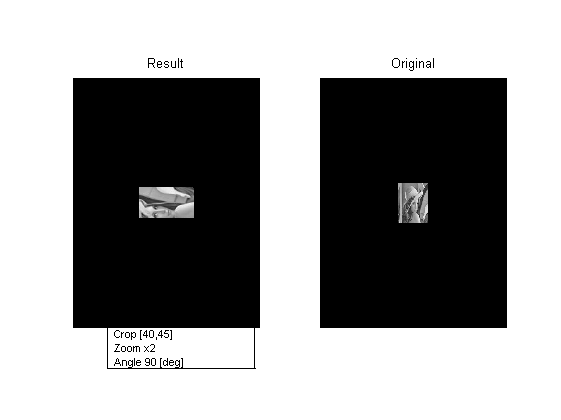 Result
Original
Crop [40,45]
Zoom x2
Angle 90 [deg]